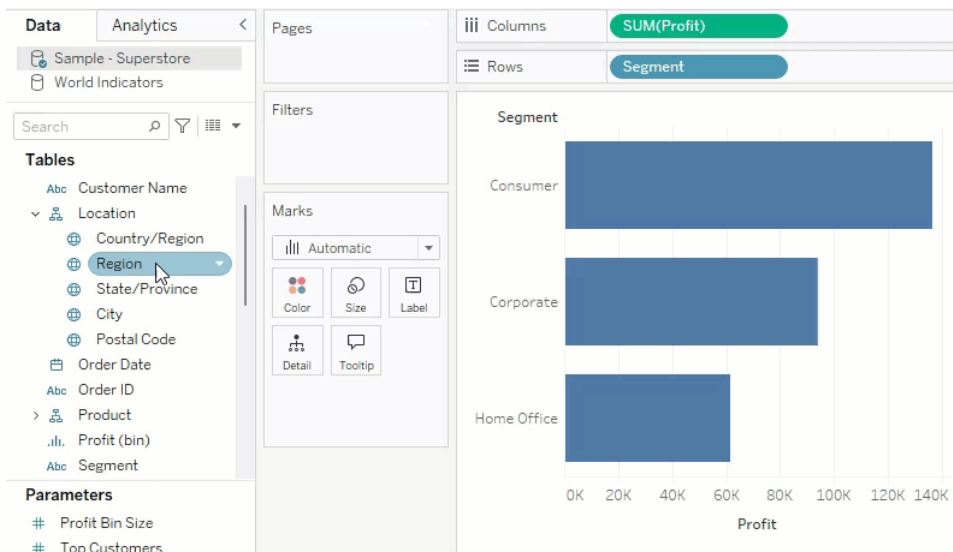 Data Analytics
Sample - Superstore
World Indicators
Search
Tables
Abc Customer Name
Location
Country/Region
Region
State/Province
City
Postal Code
Order Date
Abc Order ID
Product
Profit (bin)
Abc Segment
Parameters
# Profit Bin Size
# Top Customers
Pages
Filters
Marks
Automatic
Color Size Label
Detail Tooltip
Columns SUM(Profit)
Rows Segment
Segment
Consumer
Corporate
Home Office
0K 20K 40K 60K 80K 100K 120K 140K
Profit